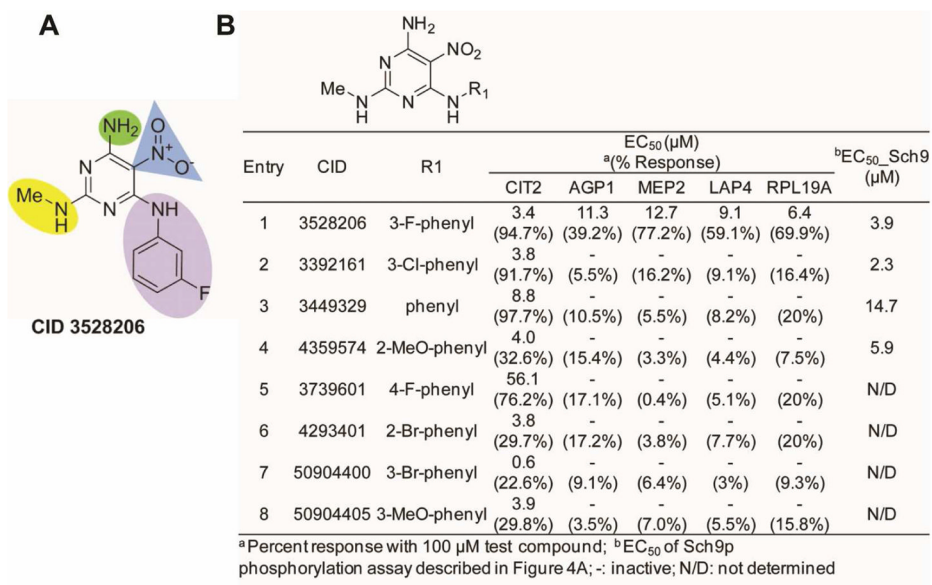 A
B
NH2
NO2
N
N
N
H
Me
N
H
R1
NH2
O
N+
O-
N
N
Me
N
H
NH
F
CID 3528206
EC50 (μM)
a(% Response)
bEC50_Sch9
(μM)
Entry CID R1 CIT2 AGP1 MEP2 LAP4 RPL19A
1 3528206 3-F-phenyl 3.4 11.3 12.7 9.1 6.4 3.9
(94.7%) (39.2%) (77.2%) (59.1%) (69.9%)
2 3392161 3-Cl-phenyl 3.8 - - - - 2.3
(91.7%) (5.5%) (16.2%) (9.1%) (16.4%)
3 3449329 phenyl 8.8 - - - - 14.7
(97.7%) (10.5%) (5.5%) (8.2%) (20%)
4 4359574 2-MeO-phenyl 4.0 - - - - 5.9
(32.6%) (15.4%) (3.3%) (4.4%) (7.5%)
5 3739601 4-F-phenyl 56.1 - - - - N/D
(76.2%) (17.1%) (0.4%) (5.1%) (20%)
6 4293401 2-Br-phenyl 3.8 - - - - N/D
(29.7%) (17.2%) (3.8%) (7.7%) (20%)
7 50904400 3-Br-phenyl 0.6 - - - - N/D
(22.6%) (9.1%) (6.4%) (3%) (9.3%)
8 50904405 3-MeO-phenyl 3.9 - - - - N/D
(29.8%) (3.5%) (7.0%) (5.5%) (15.8%)
a Percent response with 100 μM test compound; b EC50 of Sch9p
phosphorylation assay described in Figure 4A; -: inactive; N/D: not determined